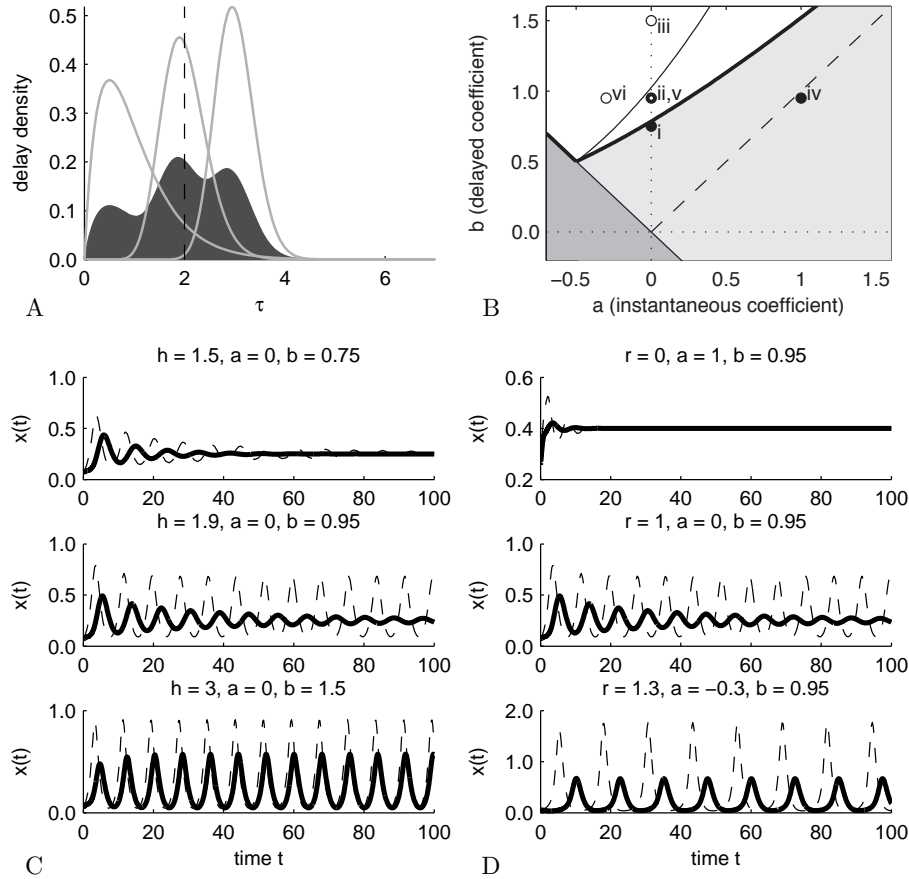 0.5
0.4
0.3
0.2
0.1
0.0
delay density
0 2 4 6
τ
A
1.5
1.0
0.5
0.0
b (delayed coefficient)
iii
vi
ii,v
iv
i
−0.5 0 0.5 1 1.5
a (instantaneous coefficient)
B
h = 1.5, a = 0, b = 0.75
1.0
0.5
0.0
x(t)
0 20 40 60 80 100
h = 1.9, a = 0, b = 0.95
1.0
0.5
0.0
x(t)
0 20 40 60 80 100
h = 3, a = 0, b = 1.5
1.0
0.5
0.0
x(t)
0 20 40 60 80 100
time t
C
r = 0, a = 1, b = 0.95
0.6
0.4
0.2
x(t)
0 20 40 60 80 100
r = 1, a = 0, b = 0.95
1.0
0.5
0.0
x(t)
0 20 40 60 80 100
r = 1.3, a = −0.3, b = 0.95
2.0
1.0
0.0
x(t)
0 20 40 60 80 100
time t
D